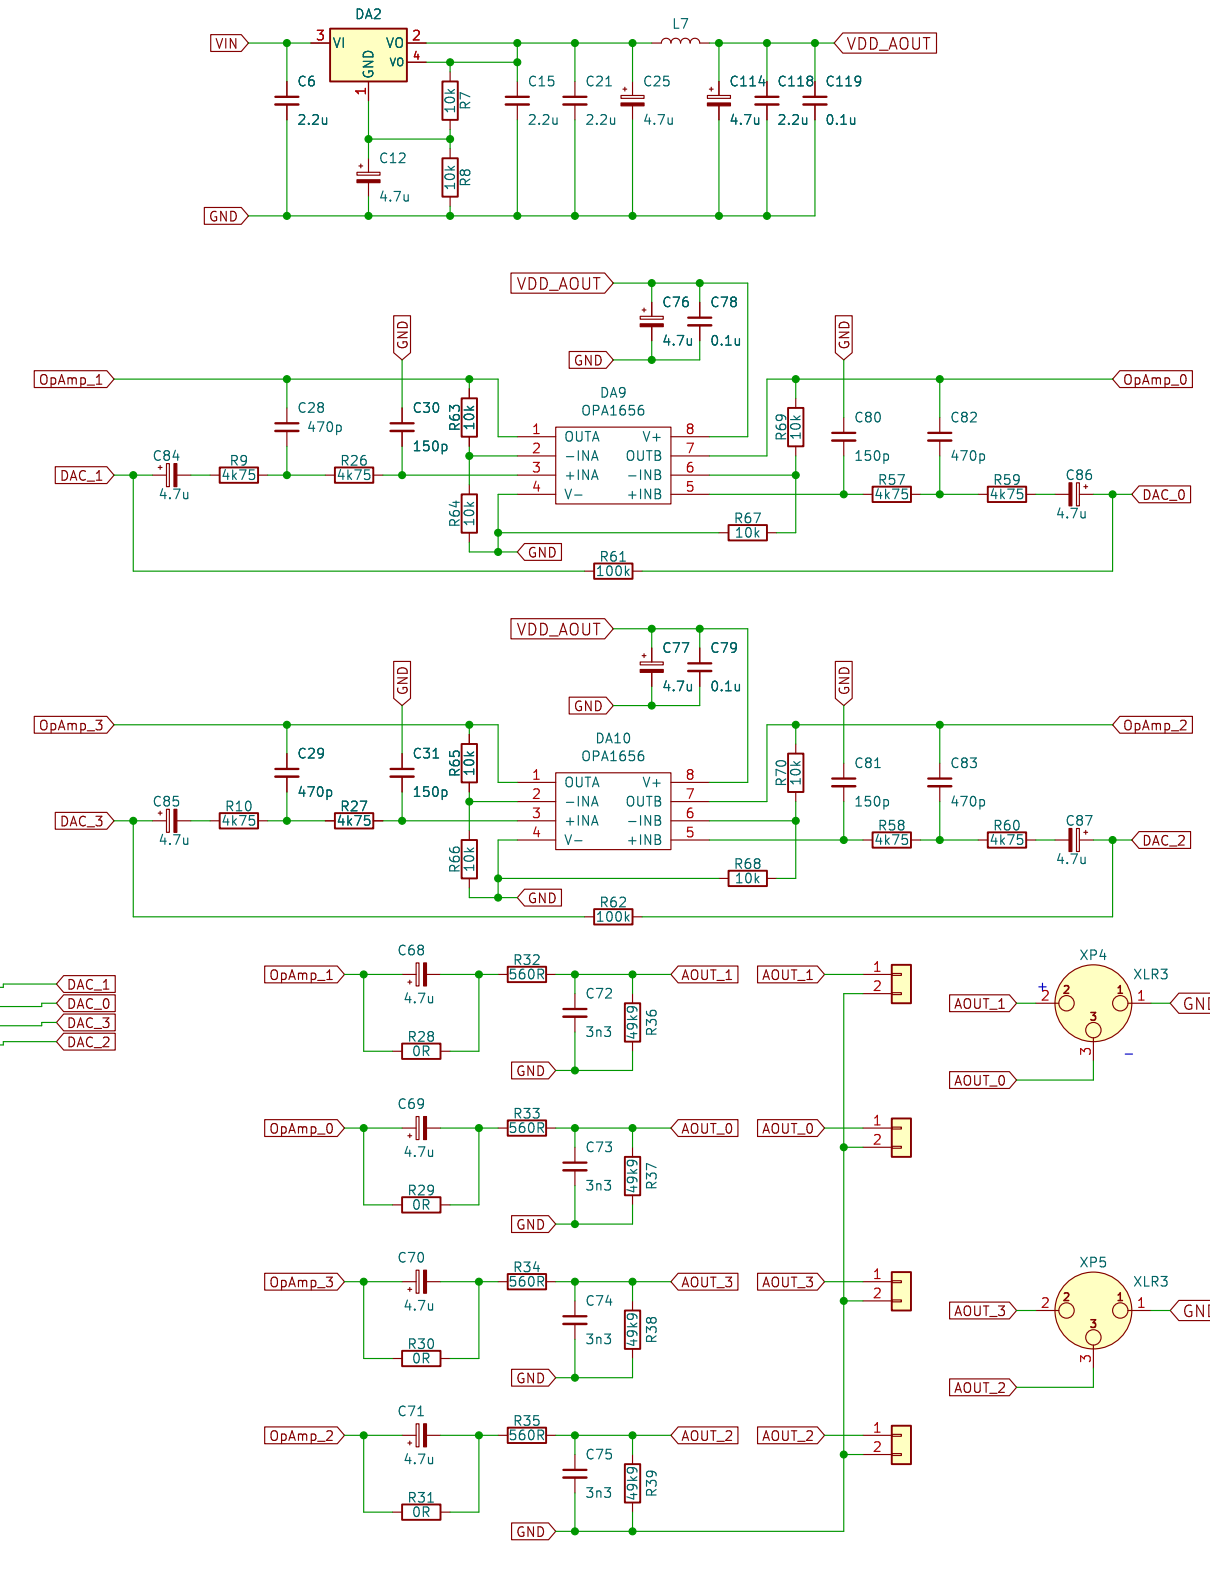 DA2
L7
VIN
3
VI
VO
2
VO
4
GND
1
VDD_AOUT
C6
2.2u
10k
R7
C15
2.2u
C21
2.2u
C25
4.7u
C114
4.7u
C118
2.2u
C119
0.1u
C12
4.7u
10k
R8
GND
VDD_AOUT
C76
4.7u
C78
0.1u
GND
GND
GND
OpAmp_1
OpAmp_0
DA9
OPA1656
C28
470p
C30
150p
R63
10k
1
OUTA
V+
8
2
-INA
OUTB
7
3
+INA
-INB
6
4
V-
+INB
5
R69
10k
C80
150p
C82
470p
DAC_1
C84
4.7u
R9
4k75
R26
4k75
R64
10k
R57
4k75
R59
4k75
C86
4.7u
DAC_0
R67
10k
GND
R61
100k
VDD_AOUT
C77
4.7u
C79
0.1u
GND
GND
GND
OpAmp_3
OpAmp_2
DA10
OPA1656
C29
470p
C31
150p
R65
10k
1
OUTA
V+
8
2
-INA
OUTB
7
3
+INA
-INB
6
4
V-
+INB
5
R70
10k
C81
150p
C83
470p
DAC_3
C85
4.7u
R10
4k75
R27
4k75
R66
10k
R58
4k75
R60
4k75
C87
4.7u
DAC_2
R68
10k
GND
R62
100k
DAC_1
DAC_0
DAC_3
DAC_2
OpAmp_1
C68
4.7u
R28
0R
R32
560R
C72
3n3
49k9
R36
GND
AOUT_1
AOUT_1
1
2
XP4
XLR3
+
AOUT_1
2
2
1
1
GND
3
3
-
AOUT_0
OpAmp_0
C69
4.7u
R29
0R
R33
560R
C73
3n3
49k9
R37
GND
AOUT_0
AOUT_0
1
2
OpAmp_3
C70
4.7u
R30
0R
R34
560R
C74
3n3
49k9
R38
GND
AOUT_3
AOUT_3
1
2
XP5
XLR3
AOUT_3
2
2
1
1
GND
3
3
AOUT_2
OpAmp_2
C71
4.7u
R31
0R
R35
560R
C75
3n3
49k9
R39
GND
AOUT_2
AOUT_2
1
2